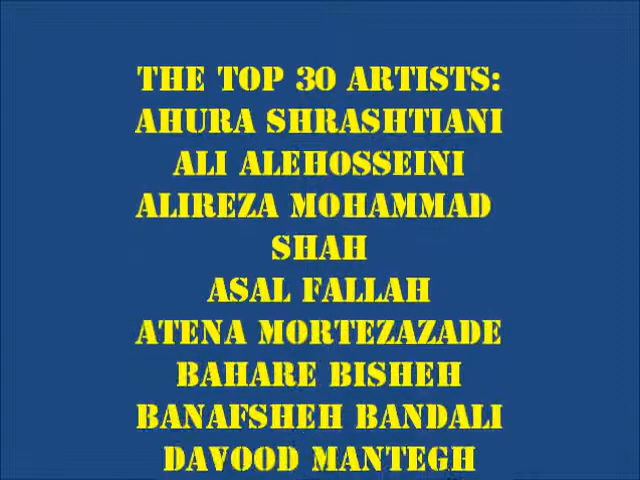 THE TOP 30 ARTISTS:
AHURA SHRASHTIANI
ALI ALEHOSSEINI
ALIREZA MOHAMMAD
SHAH
ASAL FALLAH
ATENA MORTEZAZADE
BAHARE BISHEH
BANAFSHEH BANDALI
DAVOOD MANTEGH